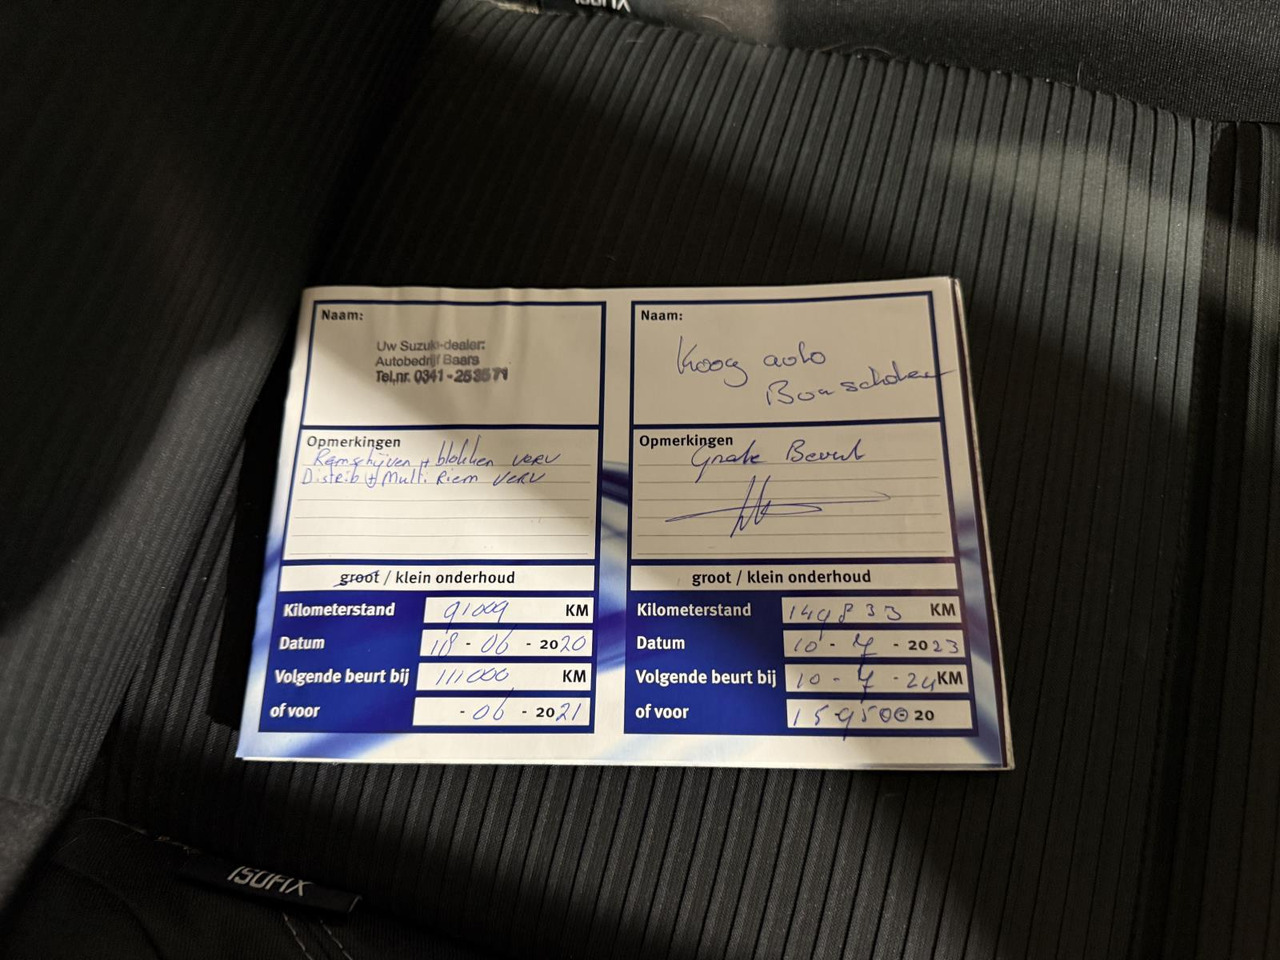 Naam:
Uw Suzuki-dealer:
Autobedrijf Baars
Tel.nr. 0341-253571
Opmerkingen
Remschijven + blokken verv
Distrib + Multi Riem verv
groot / klein onderhoud
Kilometerstand 91009 KM
Datum 18-06-2020
Volgende beurt bij 111000 KM
of voor -06-2021
Naam:
Koog auto
Opmerkingen
Grote Beurt
groot / klein onderhoud
Kilometerstand 149833 KM
Datum 10-7-2023
Volgende beurt bij 10-7-24 KM
of voor 159500 20
ISOFIX